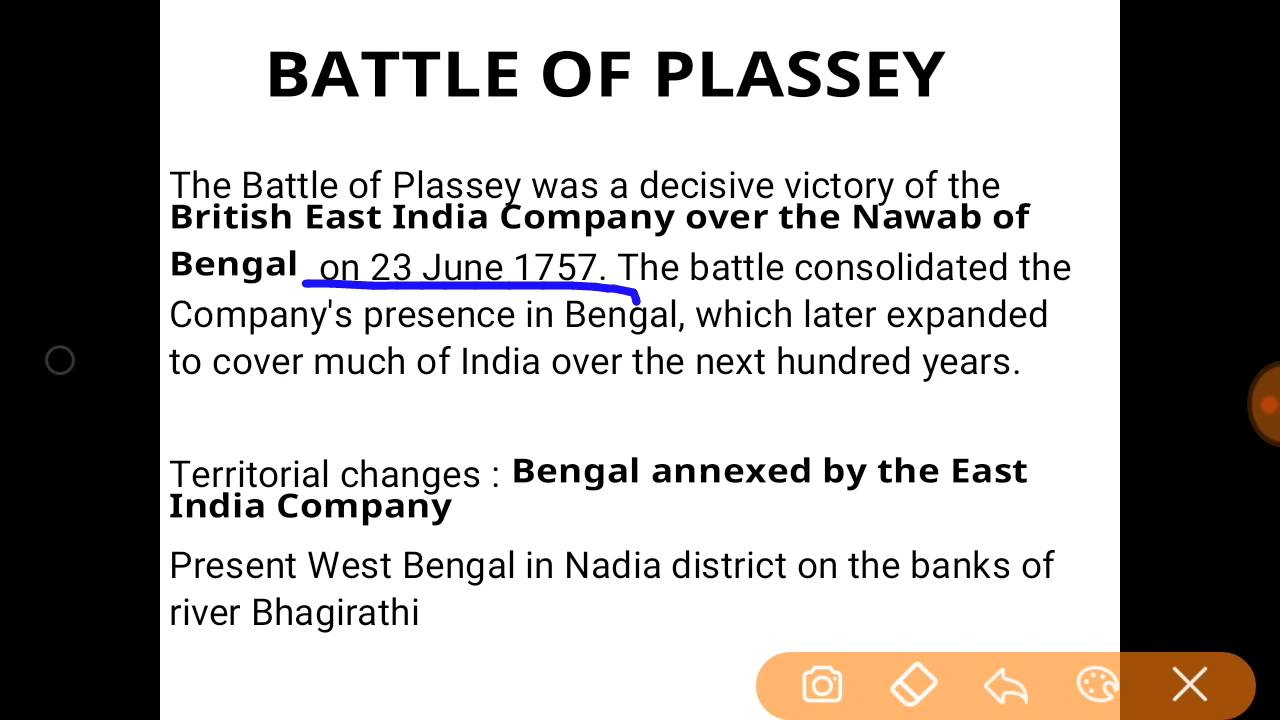 BATTLE OF PLASSEY
The Battle of Plassey was a decisive victory of the
British East India Company over the Nawab of
Bengal on 23 June 1757. The battle consolidated the
Company's presence in Bengal, which later expanded
to cover much of India over the next hundred years.
Territorial changes : Bengal annexed by the East
India Company
Present West Bengal in Nadia district on the banks of
river Bhagirathi